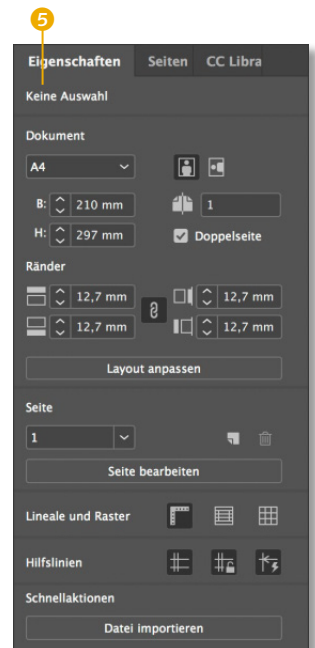 5
Eigenschaften Seiten CC Libra
Keine Auswahl
Dokument
A4
B: 210 mm 1
H: 297 mm Doppelseite
Ränder
12,7 mm 12,7 mm
12,7 mm 12,7 mm
Layout anpassen
Seite
1
Seite bearbeiten
Lineale und Raster
Hilfslinien
Schnellaktionen
Datei importieren